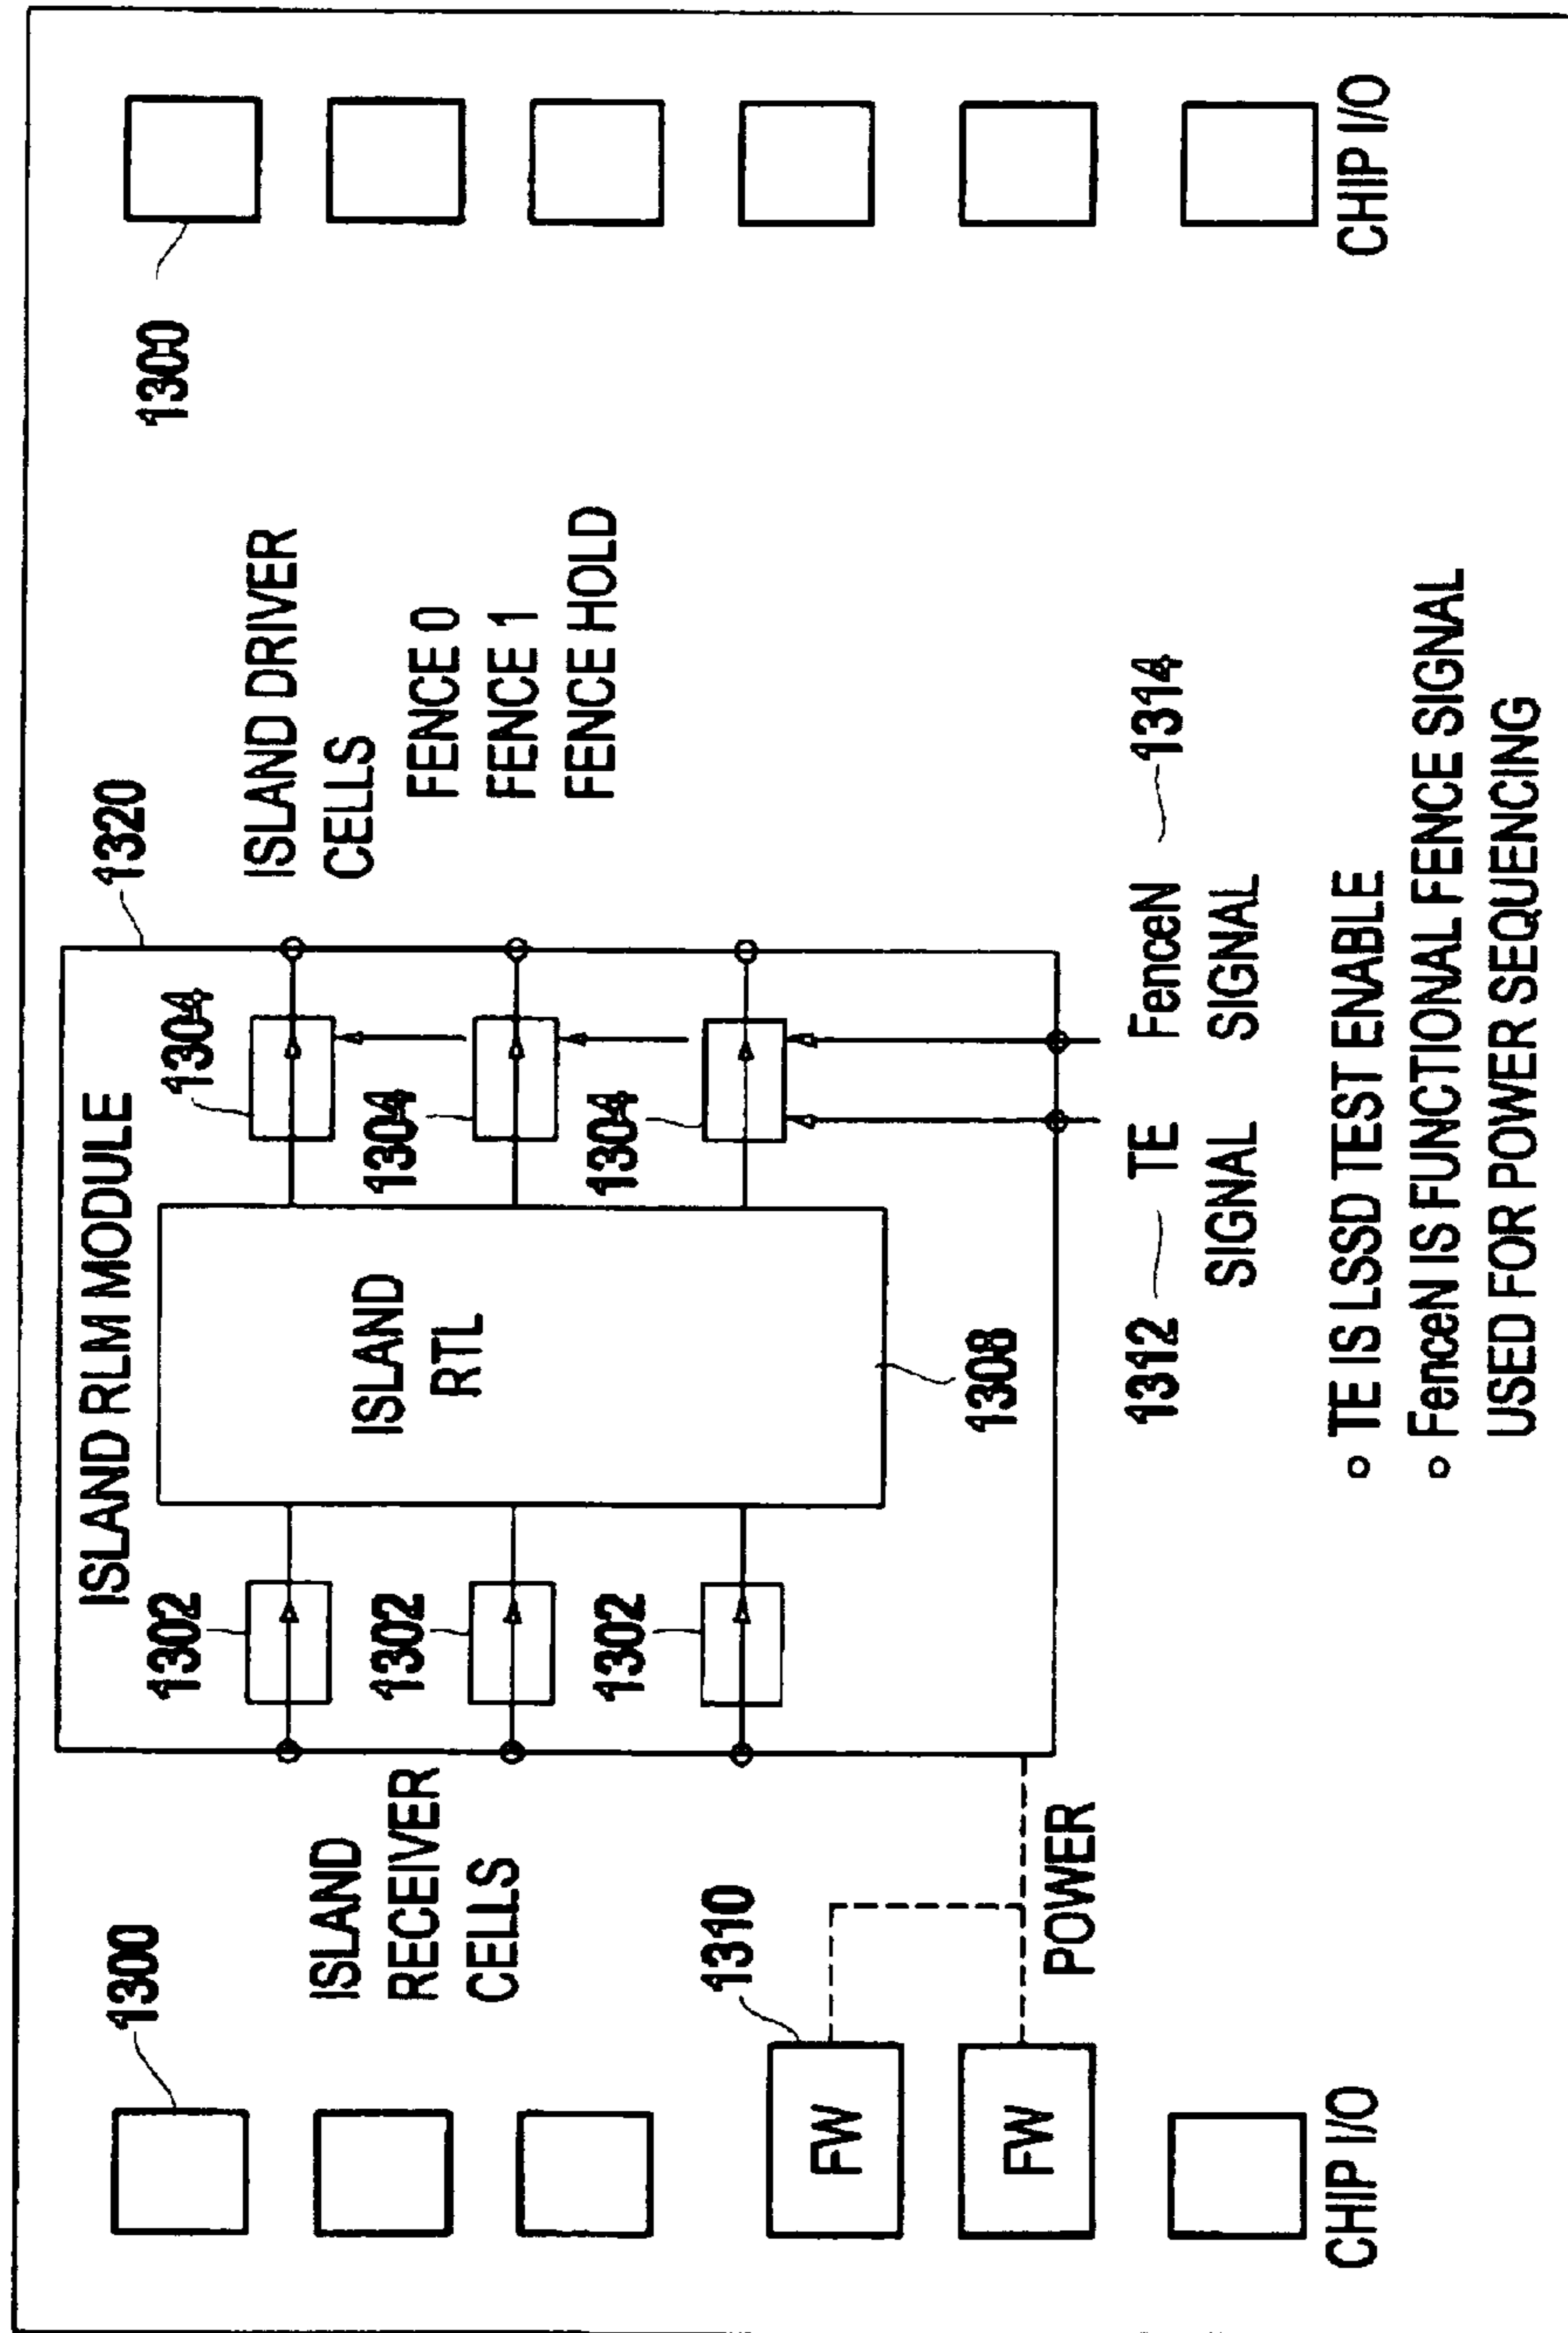 ISLAND RLM MODULE
1320
1300
1300
ISLAND
RECEIVER
CELLS
1302
1302
1302
ISLAND
RTL
1308
1304
1304
1304
ISLAND DRIVER
CELLS
FENCE 0
FENCE 1
FENCE HOLD
1310
FW
FW
POWER
CHIP I/O
1312
TE
SIGNAL
FenceN
SIGNAL
1314
CHIP I/O
o TE IS LSSD TEST ENABLE
o FenceN IS FUNCTIONAL FENCE SIGNAL
USED FOR POWER SEQUENCING